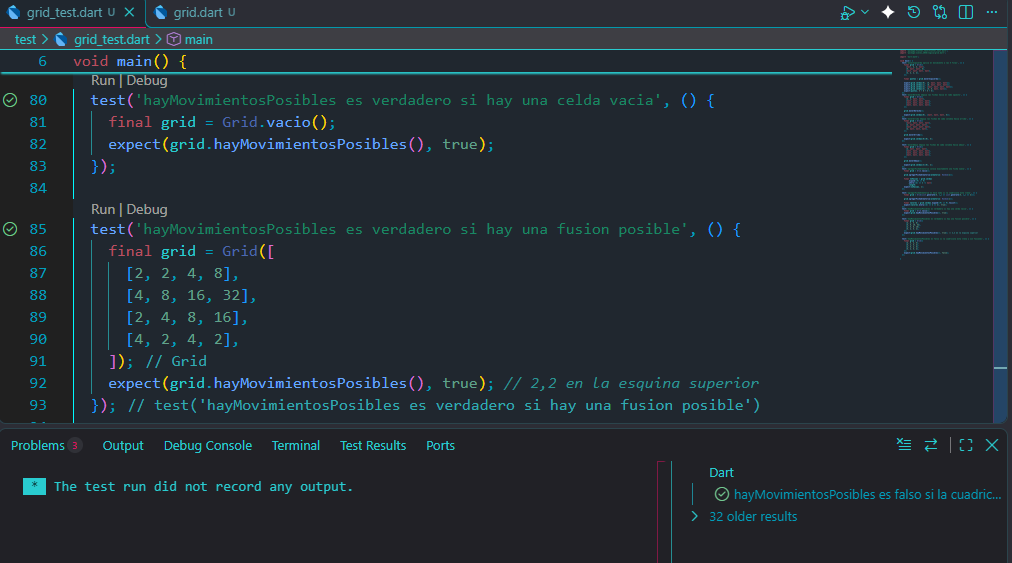 grid_test.dart U
grid.dart U
test > grid_test.dart > main
6 void main() {
Run | Debug
80 test('hayMovimientosPosibles es verdadero si hay una celda vacia', () {
81 final grid = Grid.vacio();
82 expect(grid.hayMovimientosPosibles(), true);
83 });
84
Run | Debug
85 test('hayMovimientosPosibles es verdadero si hay una fusion posible', () {
86 final grid = Grid([
87 [2, 2, 4, 8],
88 [4, 8, 16, 32],
89 [2, 4, 8, 16],
90 [4, 2, 4, 2],
91 ]); // Grid
92 expect(grid.hayMovimientosPosibles(), true); // 2,2 en la esquina superior
93 }); // test('hayMovimientosPosibles es verdadero si hay una fusion posible')
Problems 3 Output Debug Console Terminal Test Results Ports
* The test run did not record any output.
Dart
hayMovimientosPosibles es falso si la cuadric...
32 older results